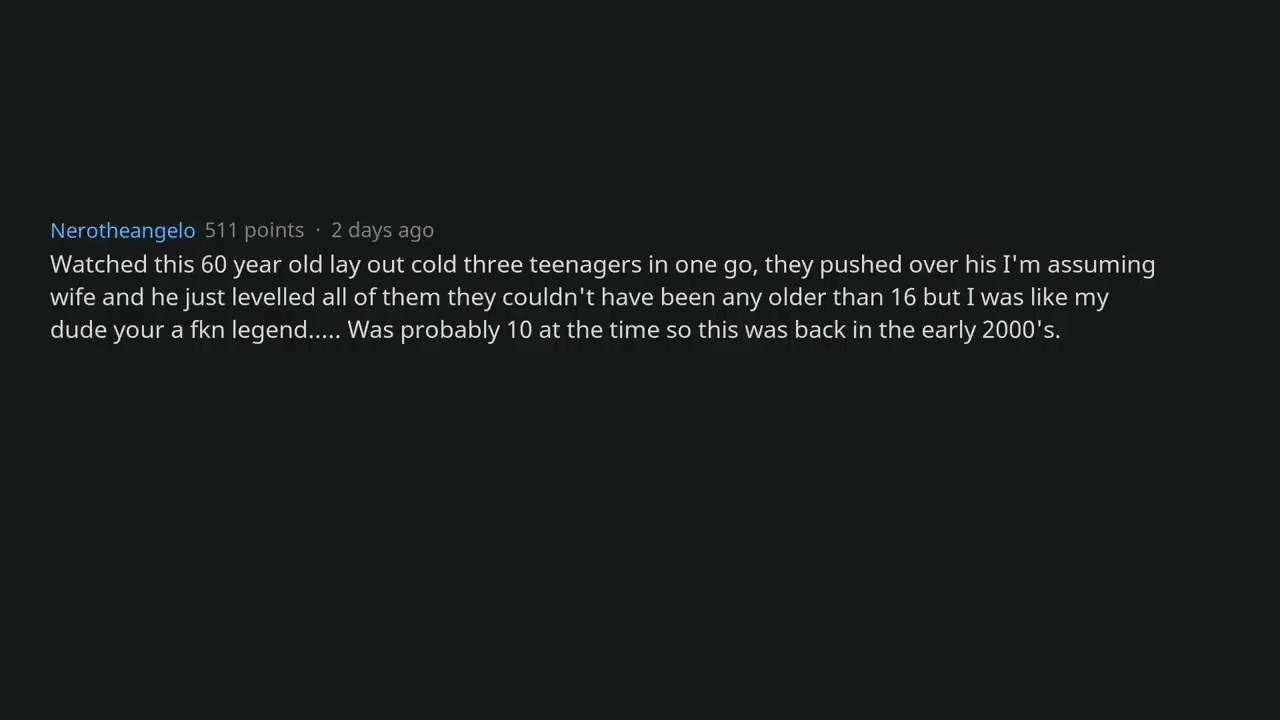 Nerotheangelo 511 points · 2 days ago
Watched this 60 year old lay out cold three teenagers in one go, they pushed over his I'm assuming
wife and he just levelled all of them they couldn't have been any older than 16 but I was like my
dude your a fkn legend..... Was probably 10 at the time so this was back in the early 2000's.